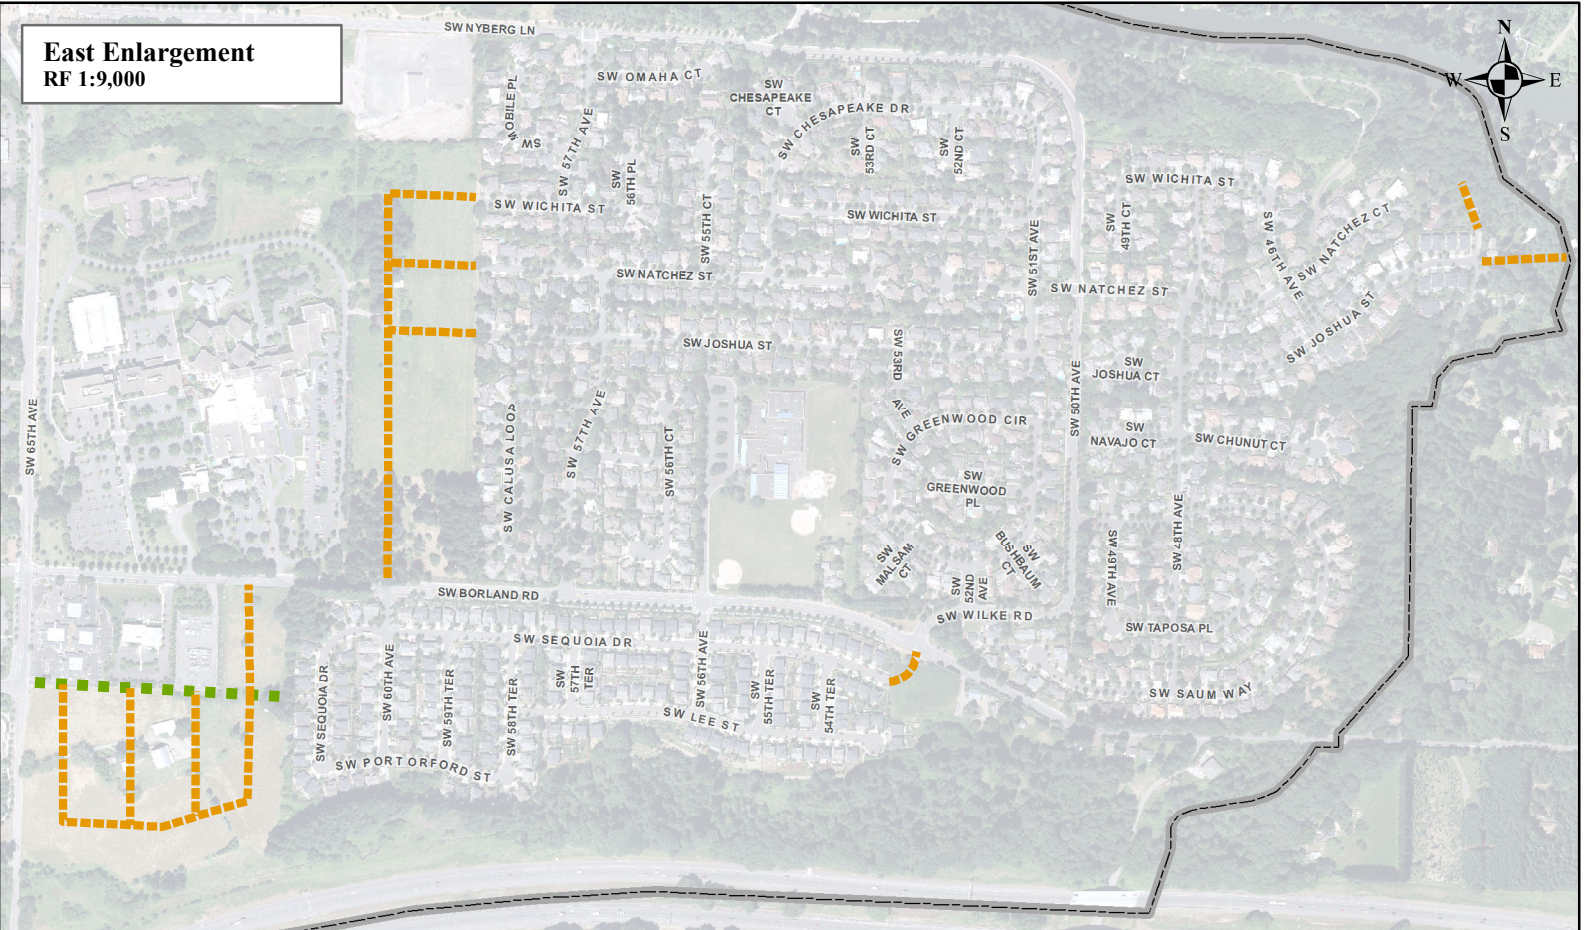 East Enlargement
RF 1:9,000
N
W
E
S
SW NYBERG LN
SW OMAHA CT
SW MOBILE PL
SW 57TH AVE
SW
56TH PL
SW
CHESAPEAKE
CT
SW CHESAPEAKE DR
SW
53RD CT
SW
52ND CT
SW WICHITA ST
SW 55TH CT
SW WICHITA ST
SW WICHITA ST
SW
49TH CT
SW 51ST AVE
SW 46TH AVE
SW NATCHEZ CT
SW NATCHEZ ST
SW NATCHEZ ST
SW JOSHUA ST
SW JOSHUA ST
SW 53RD AVE
SW
JOSHUA CT
SW 50TH AVE
SW 65TH AVE
SW CALUSA LOOP
SW 57TH AVE
SW 56TH CT
SW GREENWOOD CIR
SW
NAVAJO CT
SW CHUNUT CT
SW
GREENWOOD
PL
SW
MALSAM
CT
SW
BUSHBAUM
CT
SW
52ND
AVE
SW 49TH AVE
SW 48TH AVE
SW BORLAND RD
SW WILKE RD
SW TAPOSA PL
SW SEQUOIA DR
SW SEQUOIA DR
SW 60TH AVE
SW 59TH TER
SW 58TH TER
SW
57TH
TER
SW 56TH AVE
SW
55TH TER
SW
54TH TER
SW LEE ST
SW SAUM WAY
SW PORT ORFORD ST